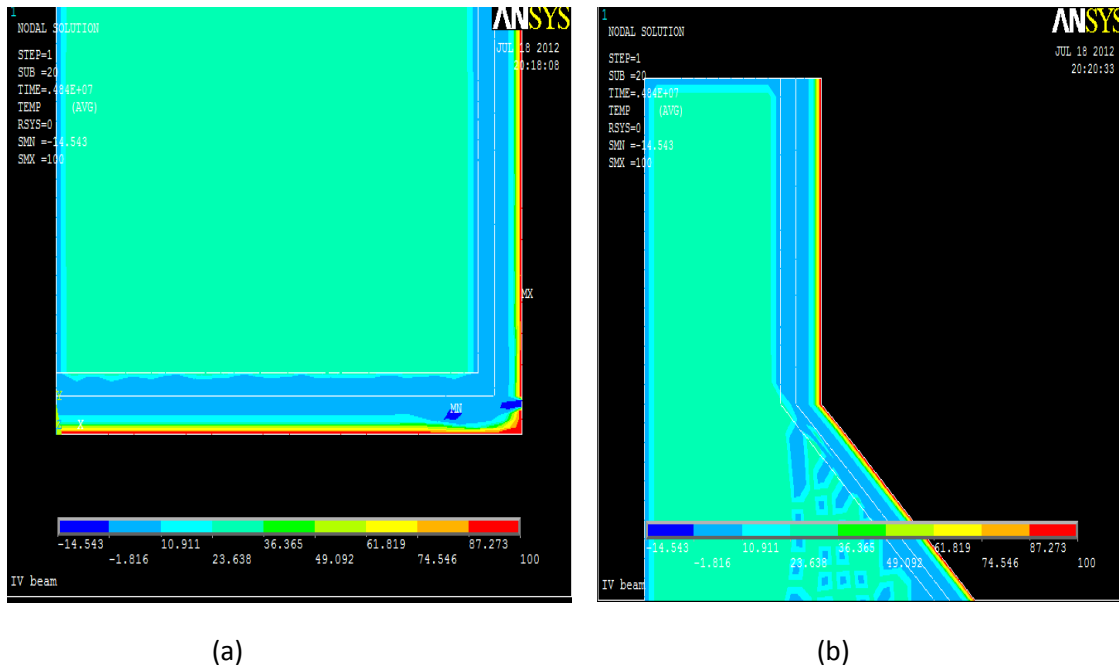 1
ANSYS
NODAL SOLUTION
JUL 18 2012
20:18:08
STEP=1
SUB =20
TIME=.484E+07
TEMP (AVG)
RSYS=0
SMN =-14.543
SMX =100
MX
Y
MN
Z X
-14.543 10.911 36.365 61.819 87.273
-1.816 23.638 49.092 74.546 100
IV beam
(a)
1
ANSYS
NODAL SOLUTION
JUL 18 2012
20:20:33
STEP=1
SUB =20
TIME=.484E+07
TEMP (AVG)
RSYS=0
SMN =-14.543
SMX =100
-14.543 10.911 36.365 61.819 87.273
-1.816 23.638 49.092 74.546 100
IV beam
(b)